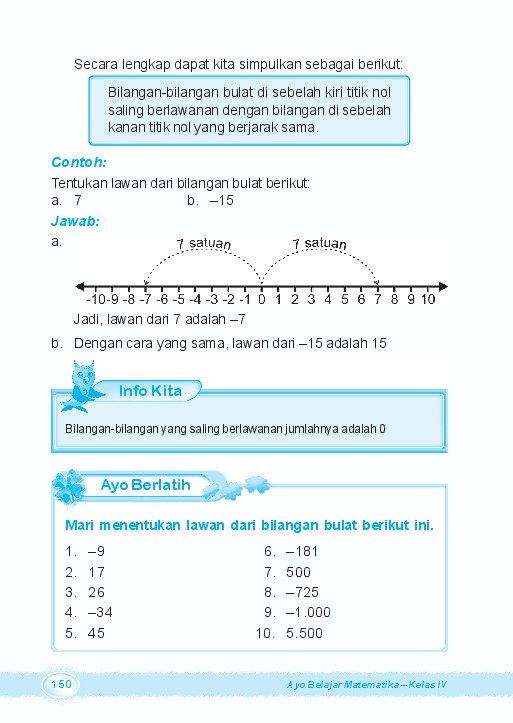 Secara lengkap dapat kita simpulkan sebagai berikut:
Bilangan-bilangan bulat di sebelah kiri titik nol
saling berlawanan dengan bilangan di sebelah
kanan titik nol yang berjarak sama.
Contoh:
Tentukan lawan dari bilangan bulat berikut:
a. 7 b. –15
Jawab:
a.
7 satuan 7 satuan
-10 -9 -8 -7 -6 -5 -4 -3 -2 -1 0 1 2 3 4 5 6 7 8 9 10
Jadi, lawan dari 7 adalah –7
b. Dengan cara yang sama, lawan dari –15 adalah 15
Info Kita
Bilangan-bilangan yang saling berlawanan jumlahnya adalah 0
Ayo Berlatih
Mari menentukan lawan dari bilangan bulat berikut ini.
1. –9
2. 17
3. 26
4. –34
5. 45
6. –181
7. 500
8. –725
9. –1.000
10. 5.500
150
Ayo Belajar Matematika – Kelas IV